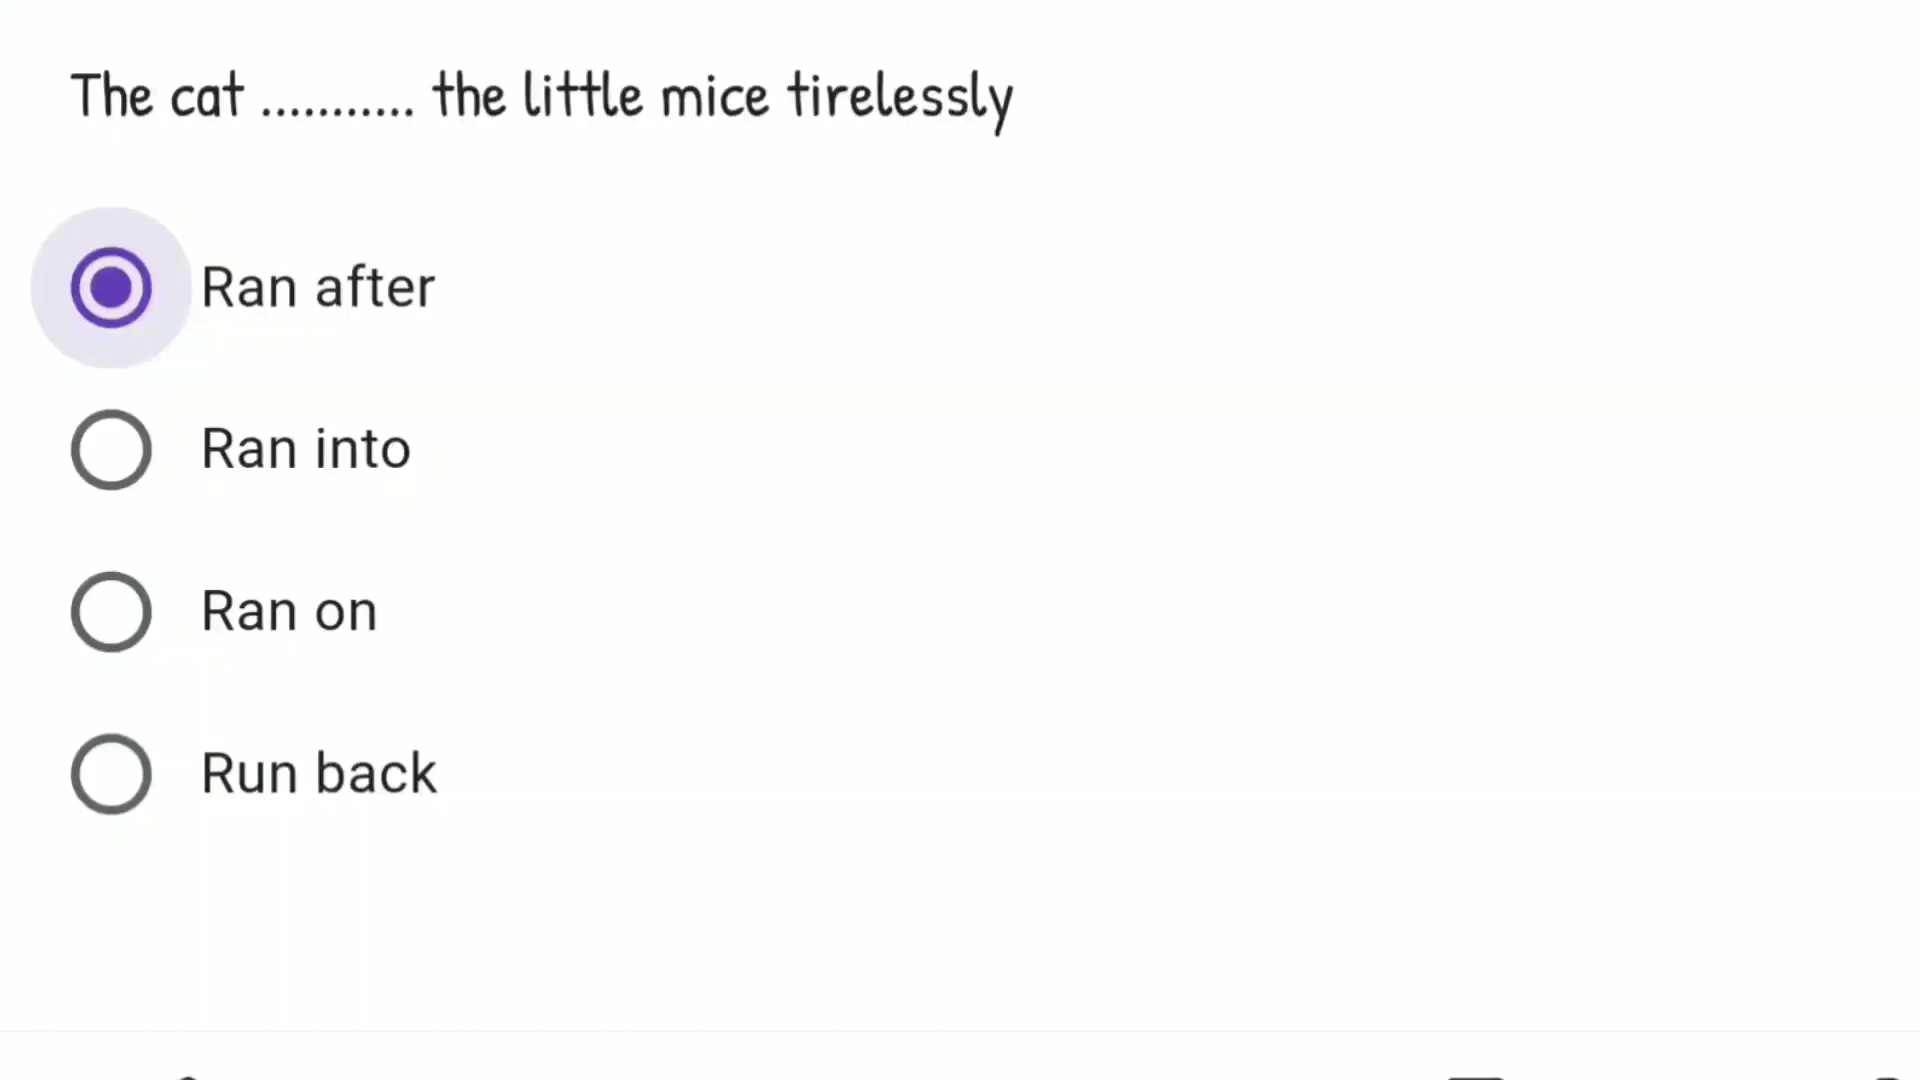 The cat ........... the little mice tirelessly
Ran after
Ran into
Ran on
Run back